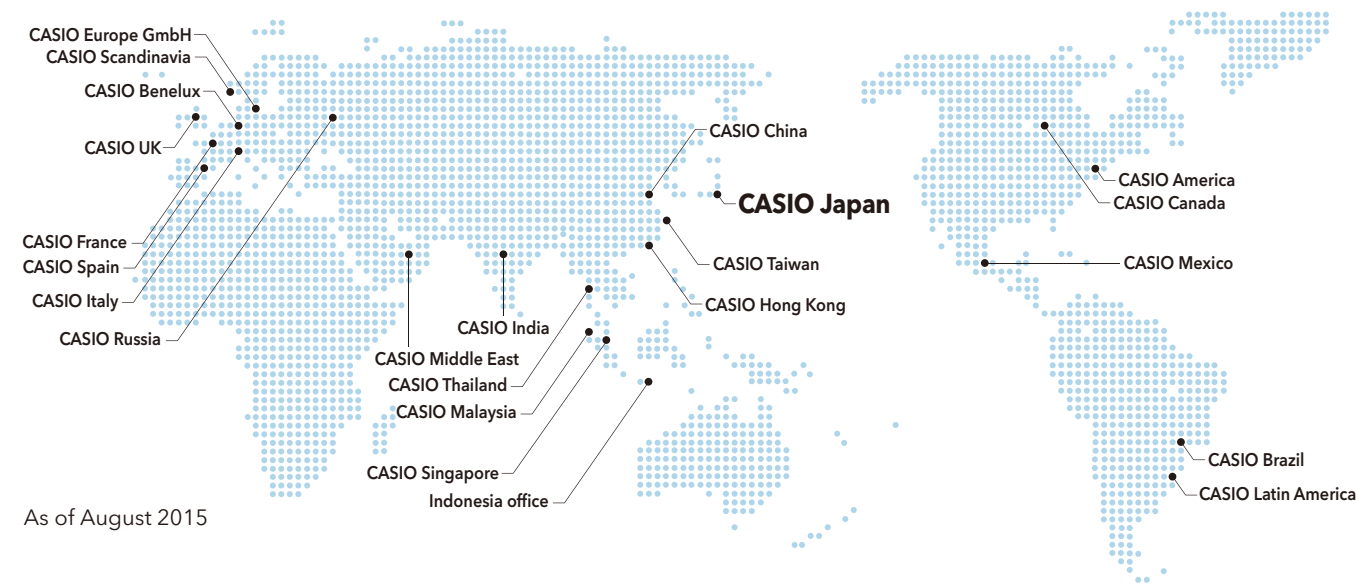 CASIO Europe GmbH
CASIO Scandinavia
CASIO Benelux
CASIO UK
CASIO France
CASIO Spain
CASIO Italy
CASIO Russia
CASIO India
CASIO Middle East
CASIO Thailand
CASIO Malaysia
CASIO Singapore
Indonesia office
CASIO China
CASIO Japan
CASIO Taiwan
CASIO Hong Kong
CASIO America
CASIO Canada
CASIO Mexico
CASIO Brazil
CASIO Latin America
As of August 2015